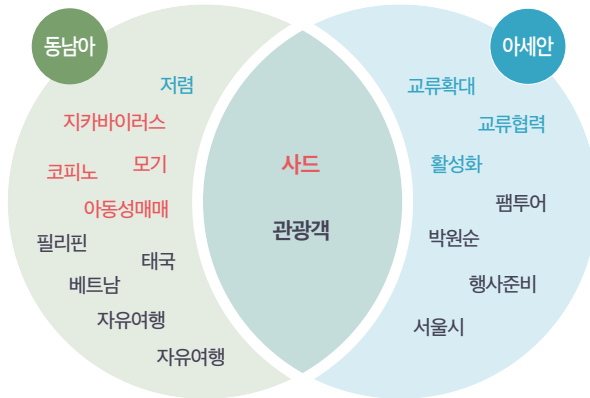 동남아
저렴
지카바이러스
코피노
모기
아동성매매
필리핀
태국
베트남
자유여행
자유여행
사드
관광객
아세안
교류확대
교류협력
활성화
팸투어
박원순
행사준비
서울시